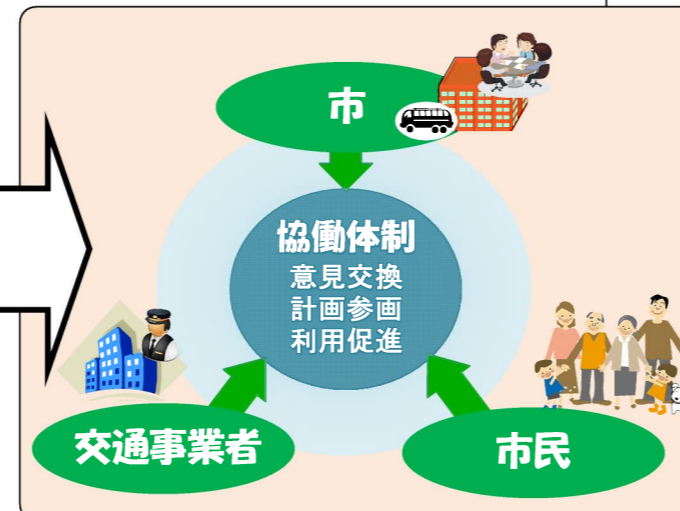 市
協働体制
意見交換
計画参画
利用促進
交通事業者
市民